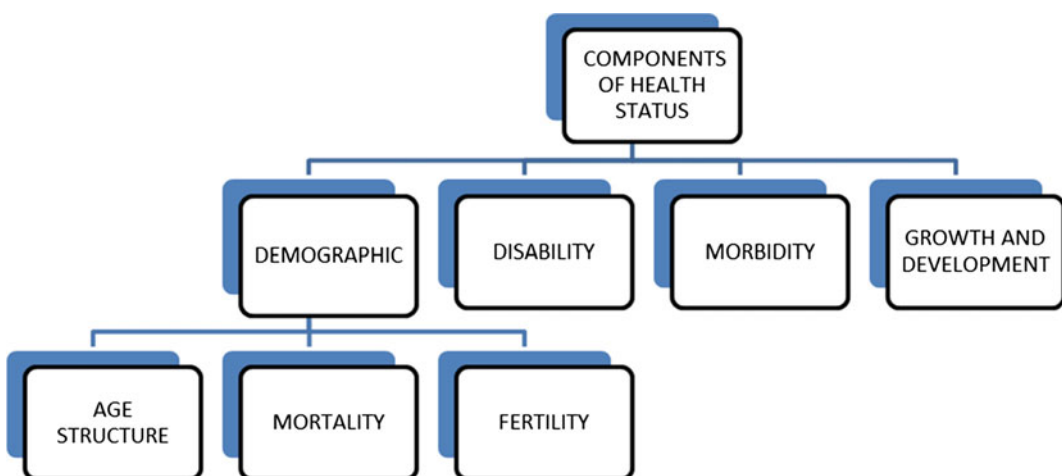 COMPONENTS
OF HEALTH
STATUS
DEMOGRAPHIC
DISABILITY
MORBIDITY
GROWTH AND
DEVELOPMENT
AGE
STRUCTURE
MORTALITY
FERTILITY